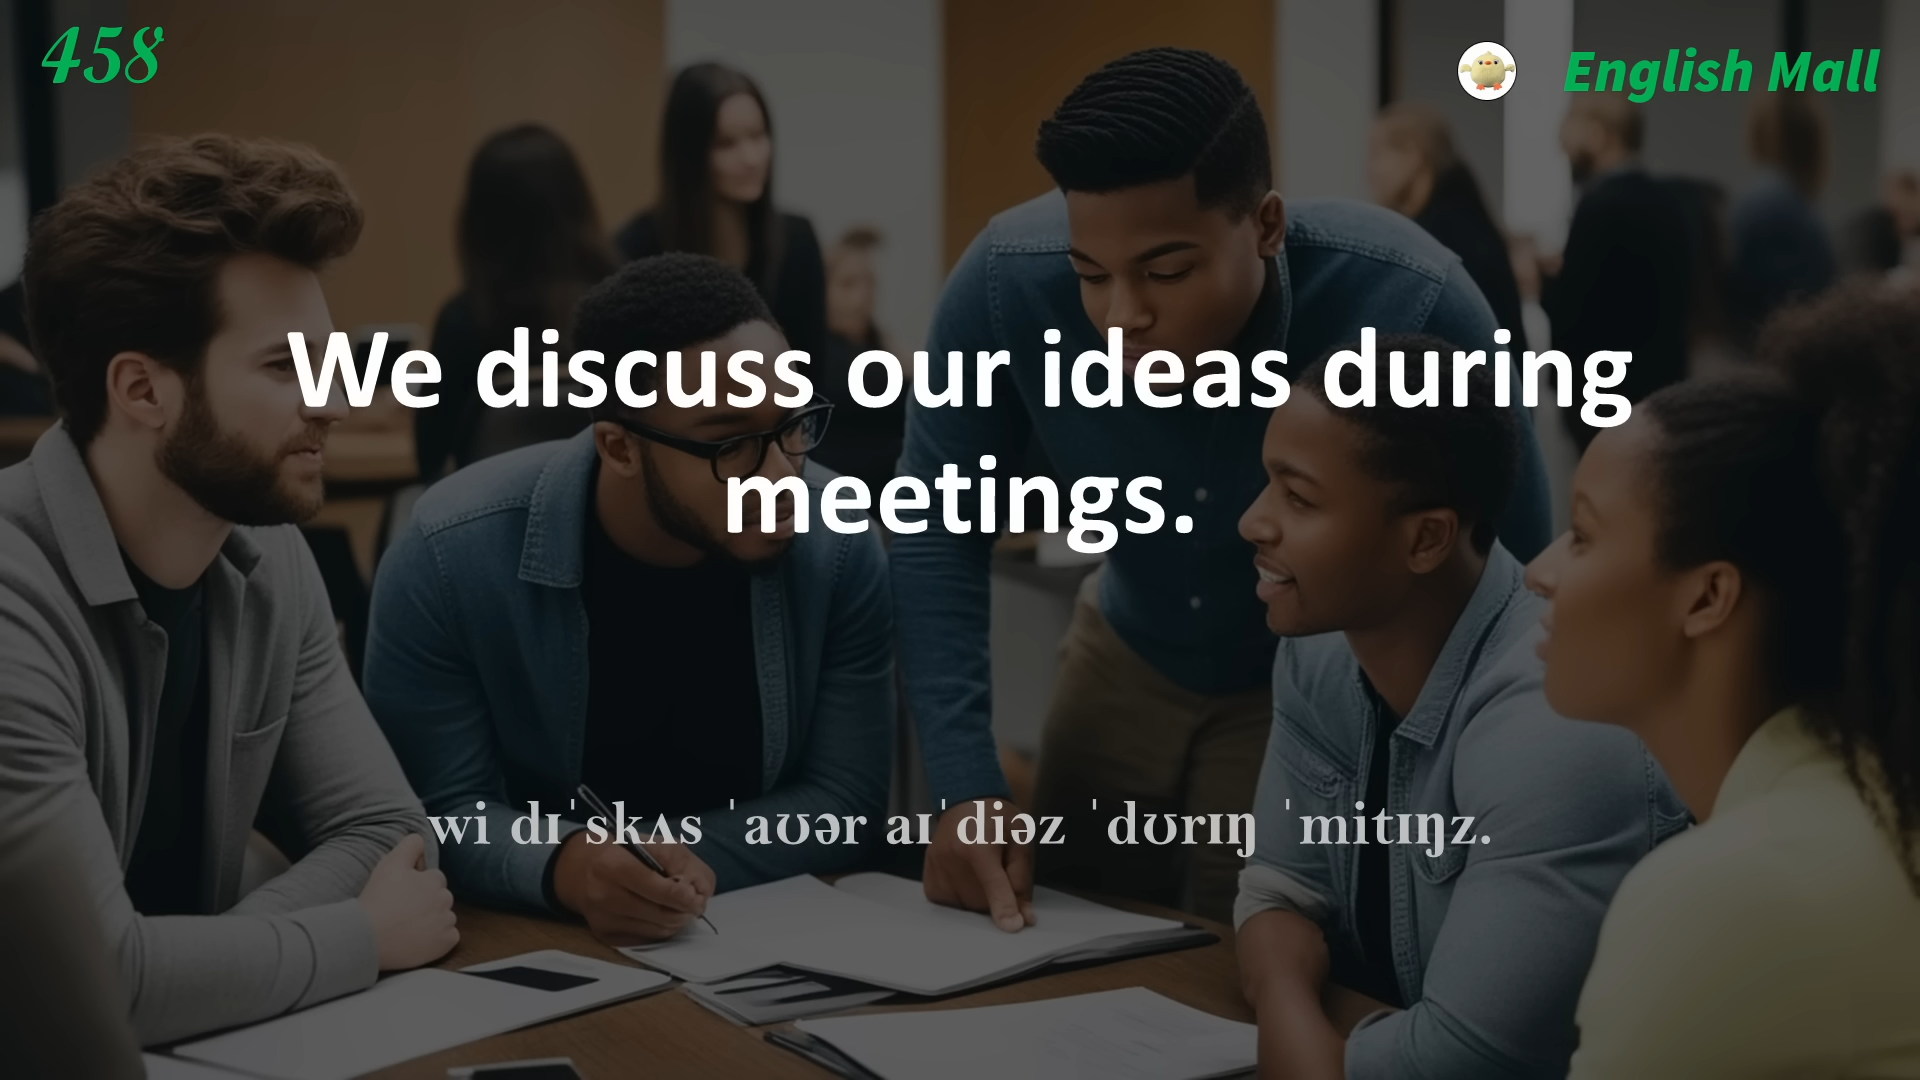 458
English Mall
We discuss our ideas during
meetings.
wi dɪˈskʌs ˈaʊər aɪˈdiəz ˈdʊrɪŋ ˈmitɪŋz.